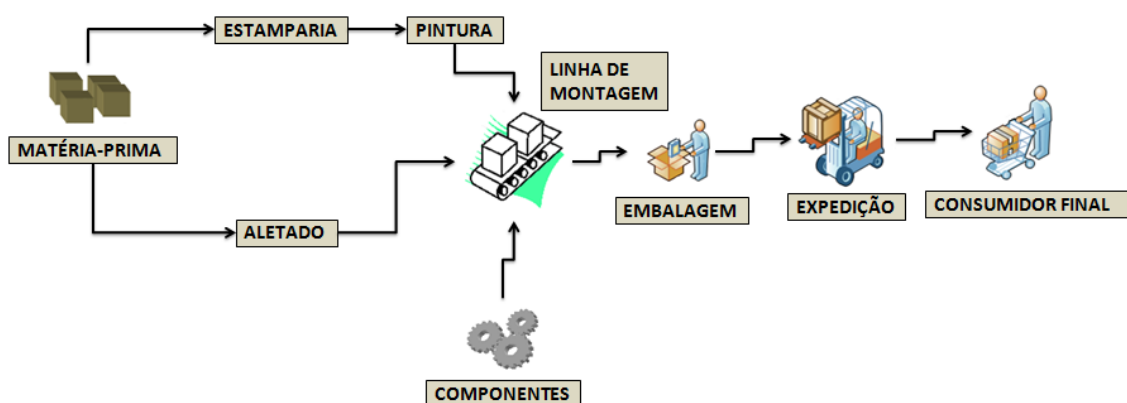 ESTAMPARIA
PINTURA
LINHA DE
MONTAGEM
MATÉRIA-PRIMA
ALETADO
EMBALAGEM
EXPEDIÇÃO
CONSUMIDOR FINAL
COMPONENTES